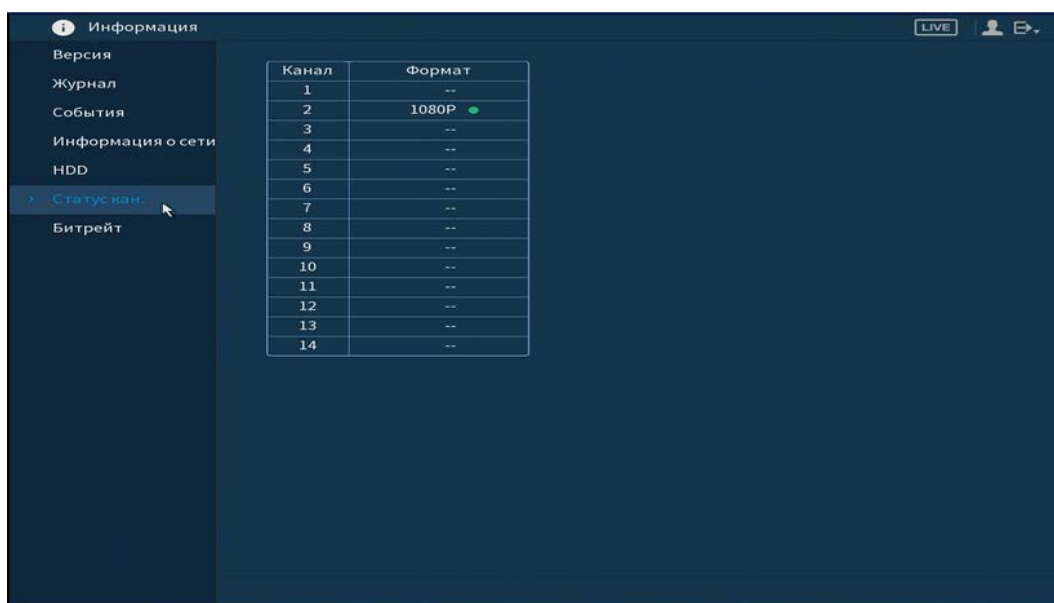 Информация
LIVE
Версия
Журнал
События
Информация о сети
HDD
Статус кан.
Битрейт
Канал Формат
1 --
2 1080P
3 --
4 --
5 --
6 --
7 --
8 --
9 --
10 --
11 --
12 --
13 --
14 --